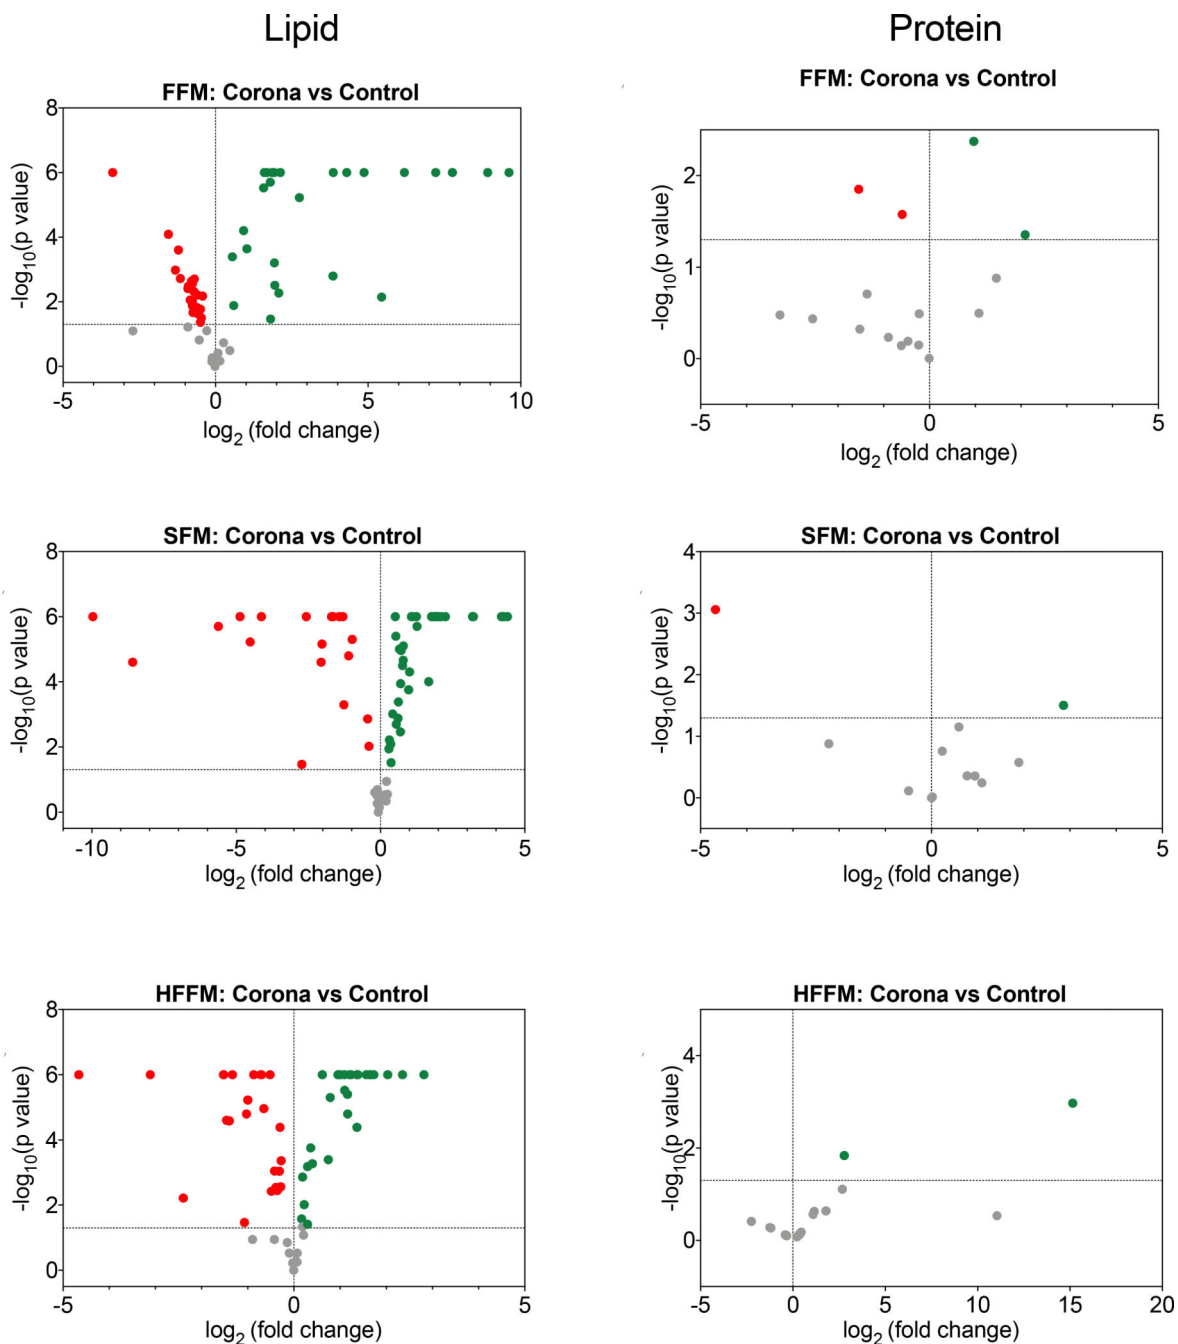 Lipid
Protein
FFM: Corona vs Control
8
6
4
2
0
-log10(p value)
-5
0
5
10
log2 (fold change)
FFM: Corona vs Control
2
1
0
-log10(p value)
-5
0
5
log2 (fold change)
SFM: Corona vs Control
8
6
4
2
0
-log10(p value)
-10
-5
0
5
log2 (fold change)
SFM: Corona vs Control
4
3
2
1
0
-log10(p value)
-5
0
5
log2 (fold change)
HFFM: Corona vs Control
8
6
4
2
0
-log10(p value)
-5
0
5
log2 (fold change)
HFFM: Corona vs Control
4
2
0
-log10(p value)
-5
0
5
10
15
20
log2 (fold change)